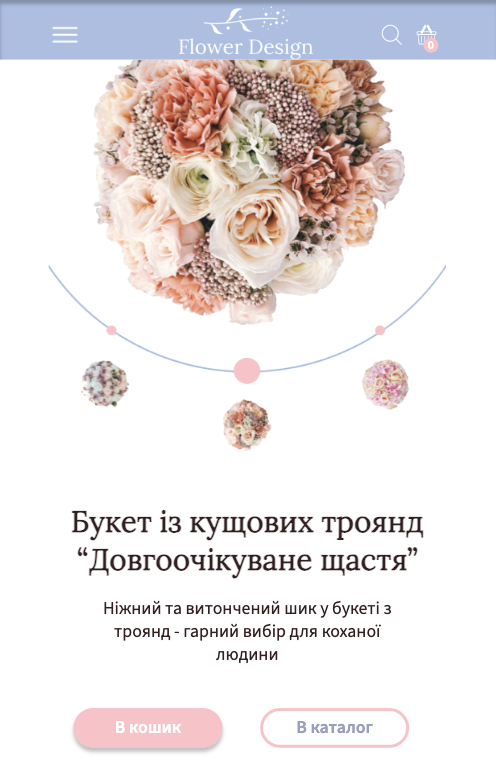 Flower Design
0
Букет із кущових троянд
“Довгоочікуване щастя”
Ніжний та витончений шик у букеті з
троянд - гарний вибір для коханої
людини
В кошик
В каталог